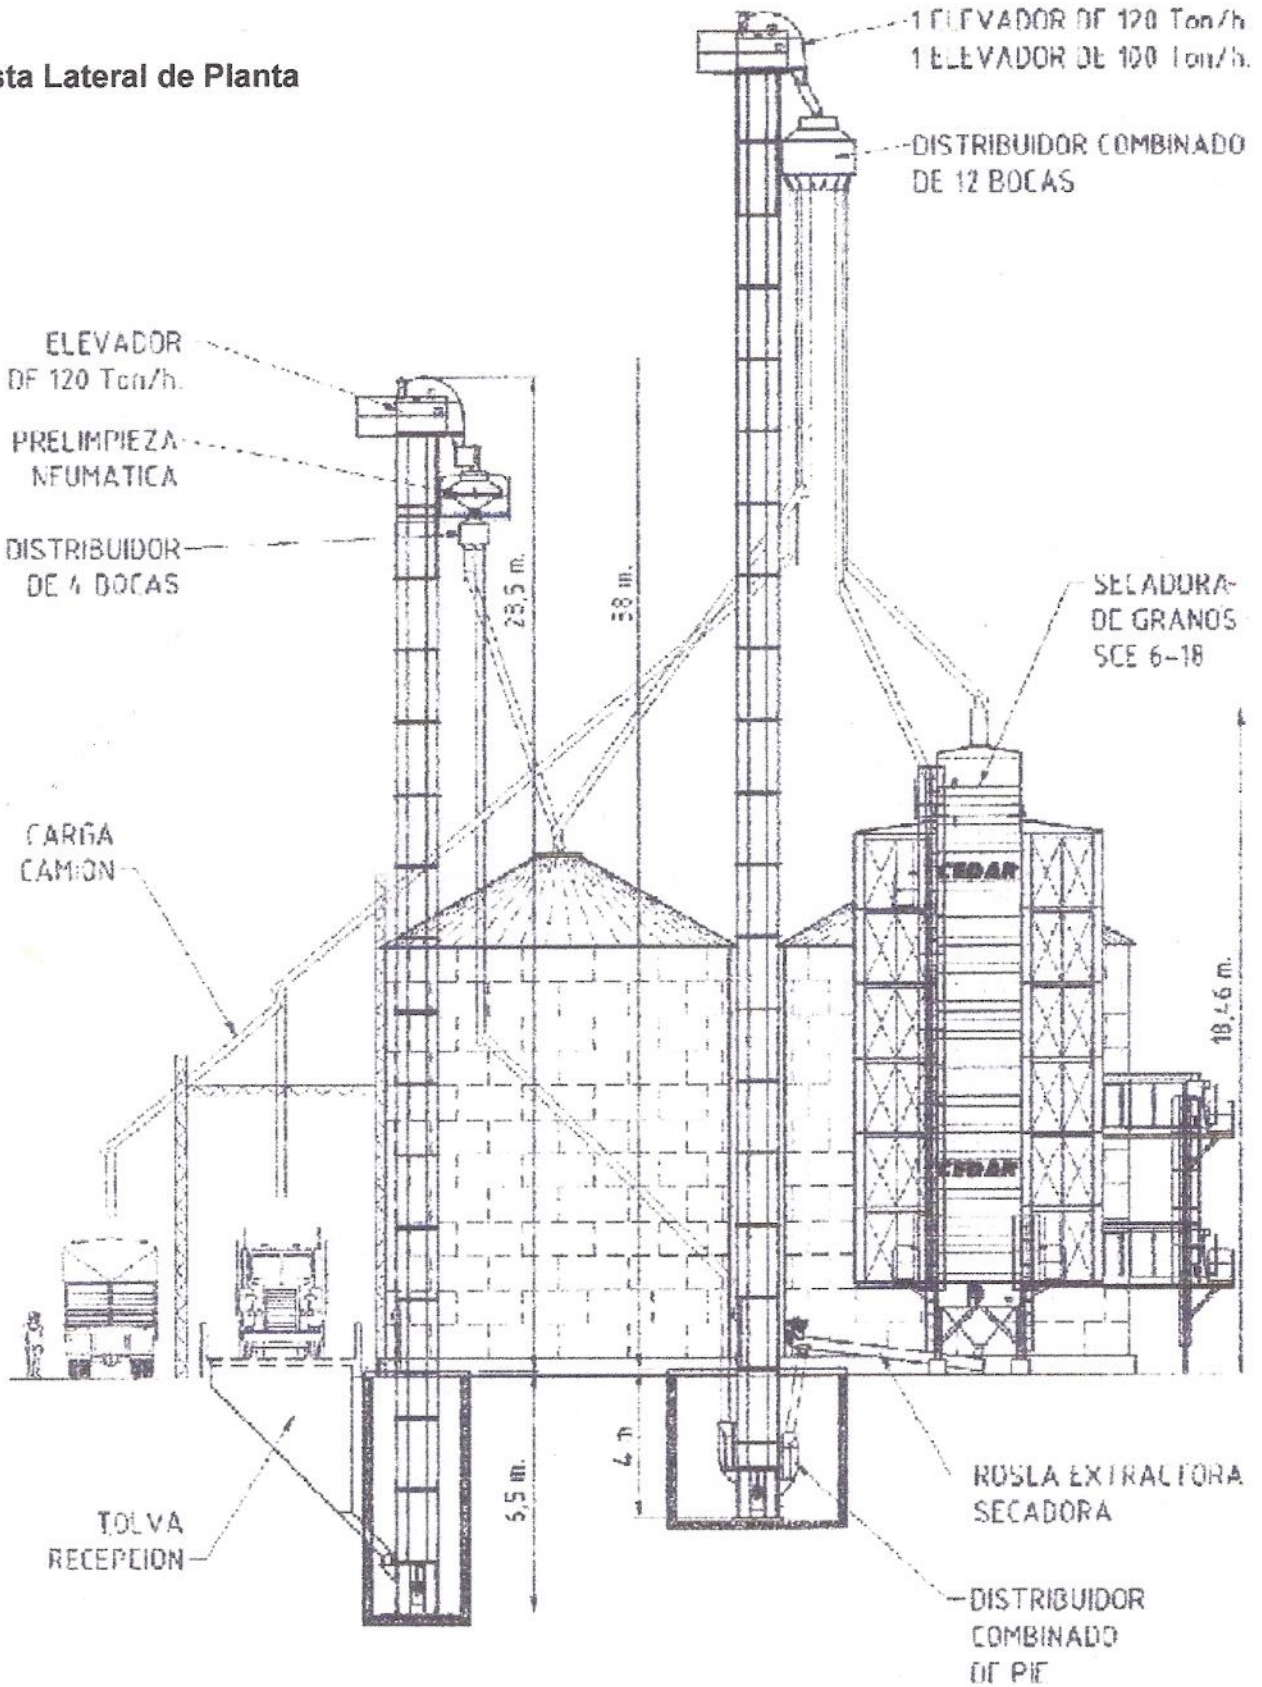 sta Lateral de Planta
1 ELEVADOR DE 120 Ton/h
1 ELEVADOR DE 100 Ton/h.
DISTRIBUIDOR COMBINADO
DE 12 BOCAS
ELEVADOR
DE 120 Ton/h.
PRELIMPIEZA
NEUMATICA
DISTRIBUIDOR
DE 4 BOCAS
28,5 m.
38 m.
SECADORA
DE GRANOS
SCE 6-18
CARGA
CAMION
CEDAR
18,46 m.
CEDAR
4 m
6,5 m.
TOLVA
RECEPCION
ROSCA EXTRACTORA
SECADORA
DISTRIBUIDOR
COMBINADO
DE PIE